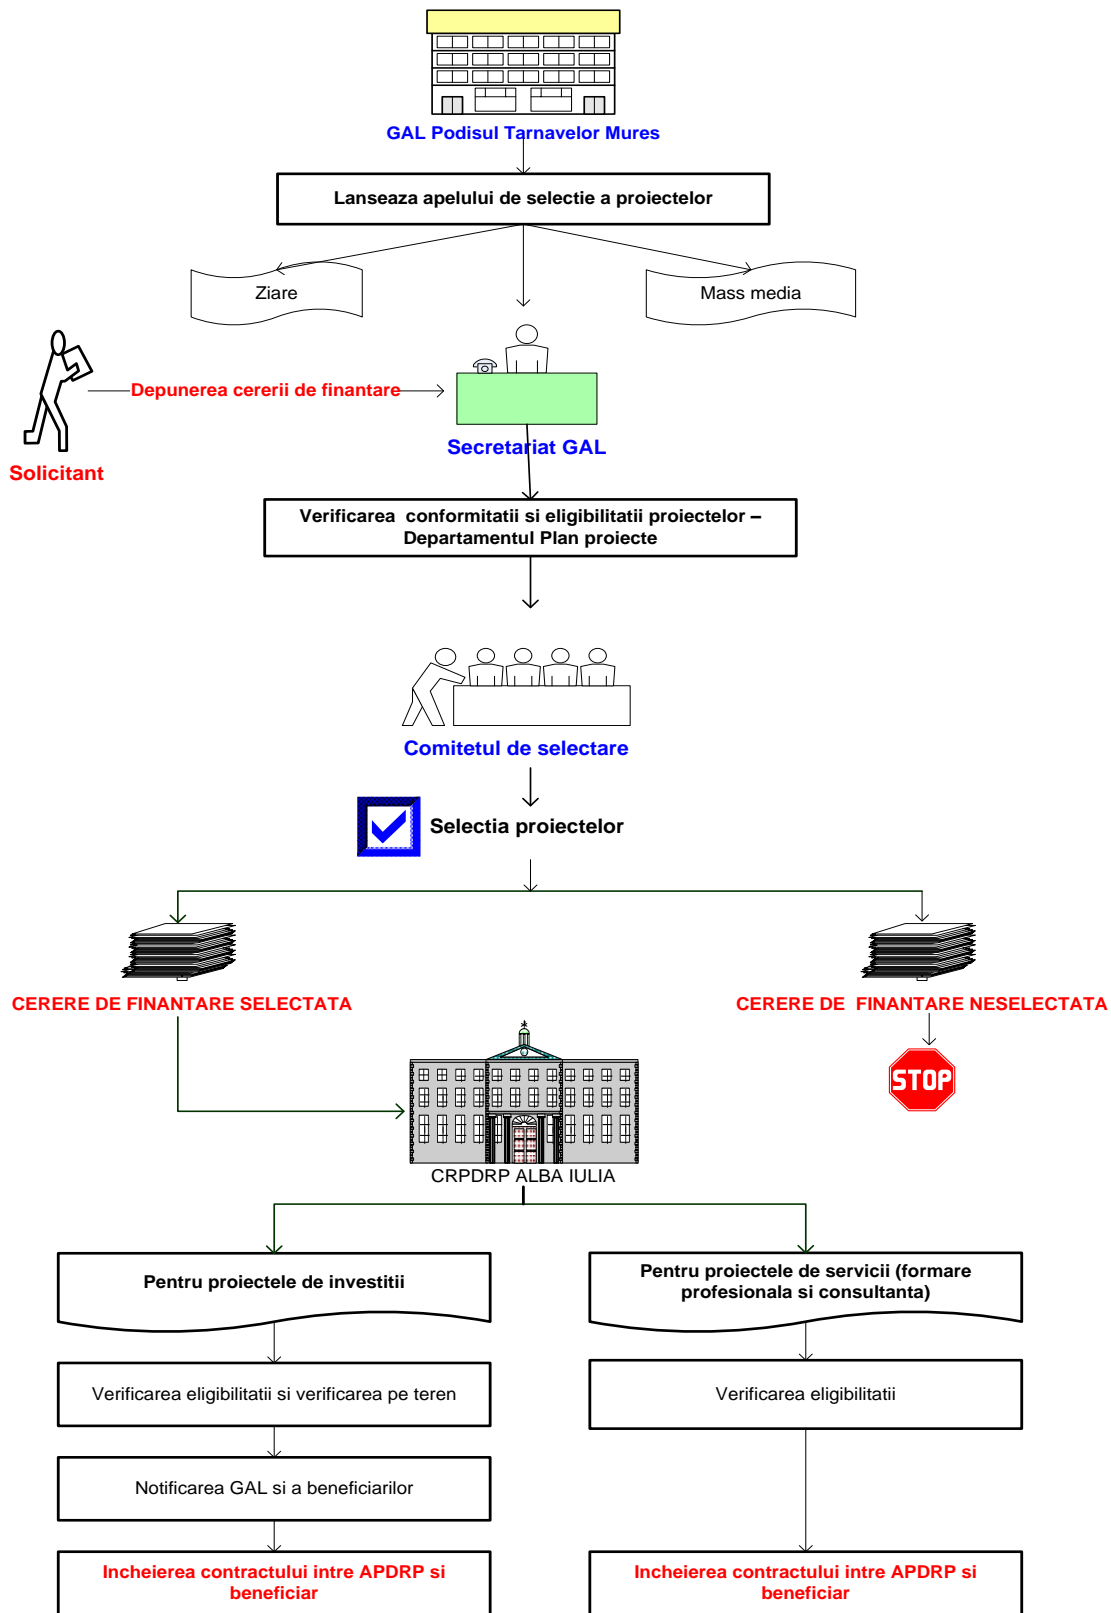 GAL Podisul Tarnavelor Mures
Lanseaza apelului de selectie a proiectelor
Ziare
Mass media
Depunerea cererii de finantare
Solicitant
Secretariat GAL
Verificarea conformitatii si eligibilitatii proiectelor –
Departamentul Plan proiecte
Comitetul de selectare
Selectia proiectelor
CERERE DE FINANTARE SELECTATA
CERERE DE FINANTARE NESELECTATA
STOP
CRPDRP ALBA IULIA
Pentru proiectele de investitii
Pentru proiectele de servicii (formare
profesionala si consultanta)
Verificarea eligibilitatii si verificarea pe teren
Verificarea eligibilitatii
Notificarea GAL si a beneficiarilor
Incheierea contractului intre APDRP si
beneficiar
Incheierea contractului intre APDRP si
beneficiar